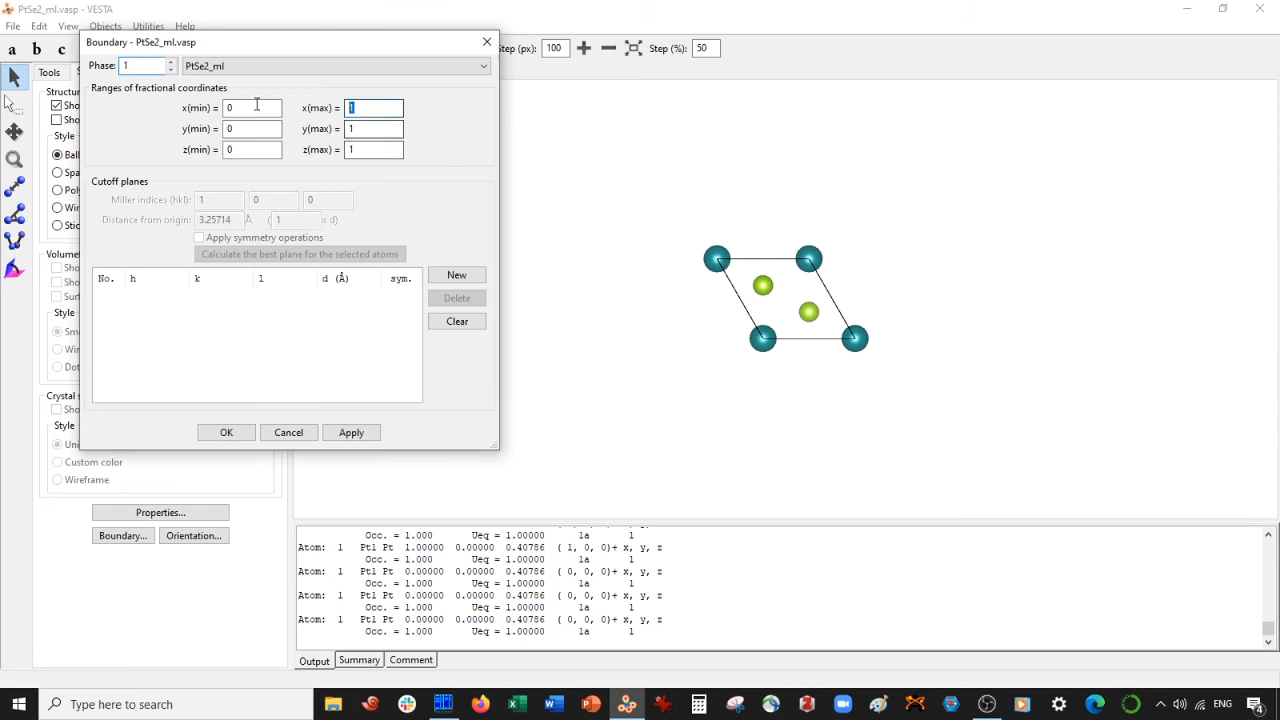 PtSe2_ml.vasp - VESTA
File Edit View Objects Utilities Help
a b c Step (px): 100 Step (%): 50
Boundary - PtSe2_ml.vasp
Phase: 1 PtSe2_ml
Tools
Ranges of fractional coordinates
x(min) = 0 x(max) = 1
y(min) = 0 y(max) = 1
z(min) = 0 z(max) = 1
Style
Cutoff planes
Miller indices (hkl): 1 0 0
Distance from origin: 3.25714 Å ( 1 x d)
Apply symmetry operations
Calculate the best plane for the selected atoms
No. h k l d (Å) sym.
New
Delete
Clear
Style
OK Cancel Apply
Style
Custom color
Wireframe
Properties...
Boundary... Orientation...
Occ. = 1.000 Ueq = 1.00000 1a 1
Atom: 1 Pt1 Pt 1.00000 0.00000 0.40786 ( 1, 0, 0)+ x, y, z
Occ. = 1.000 Ueq = 1.00000 1a 1
Atom: 1 Pt1 Pt 0.00000 0.00000 0.40786 ( 0, 0, 0)+ x, y, z
Occ. = 1.000 Ueq = 1.00000 1a 1
Atom: 1 Pt1 Pt 0.00000 0.00000 0.40786 ( 0, 0, 0)+ x, y, z
Occ. = 1.000 Ueq = 1.00000 1a 1
Atom: 1 Pt1 Pt 0.00000 0.00000 0.40786 ( 0, 0, 0)+ x, y, z
Occ. = 1.000 Ueq = 1.00000 1a 1
Output Summary Comment
Type here to search
ENG